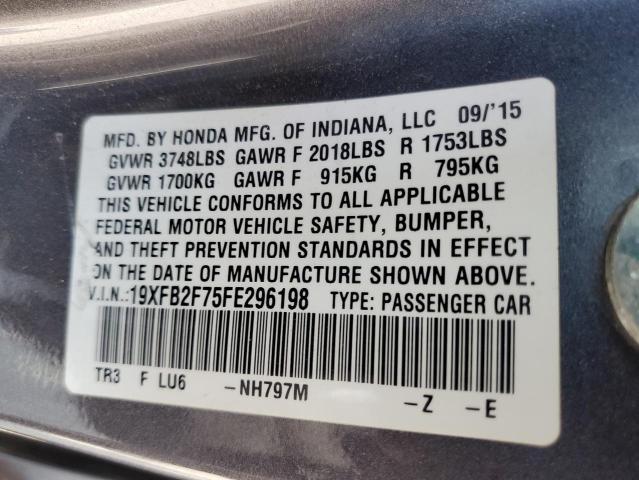 MFD. BY HONDA MFG. OF INDIANA, LLC 09/'15
GVWR 3748LBS GAWR F 2018LBS R 1753LBS
GVWR 1700KG GAWR F 915KG R 795KG
THIS VEHICLE CONFORMS TO ALL APPLICABLE
FEDERAL MOTOR VEHICLE SAFETY, BUMPER,
AND THEFT PREVENTION STANDARDS IN EFFECT
ON THE DATE OF MANUFACTURE SHOWN ABOVE.
V.I.N.:19XFB2F75FE296198 TYPE: PASSENGER CAR
TR3 F LU6 -NH797M -Z -E